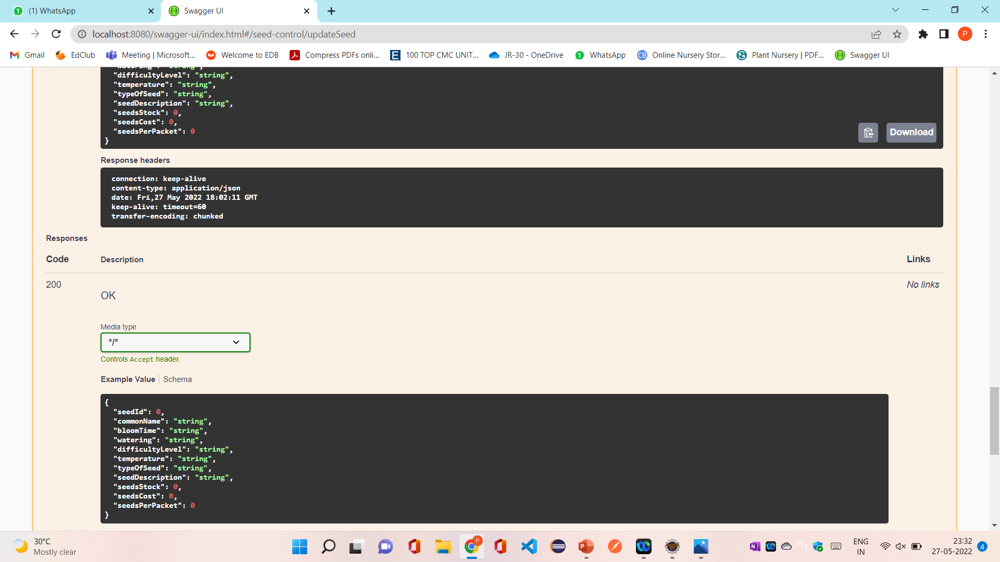 (1) WhatsApp
Swagger UI
localhost:8080/swagger-ui/index.html#/seed-control/updateSeed
P
Gmail
EdClub
Meeting | Microsoft...
Welcome to EDB
Compress PDFs onli...
E
100 TOP CMC UNIT...
JR-30 - OneDrive
1
WhatsApp
CB
Online Nursery Stor...
Plant Nursery | PDF...
Swagger UI
"watering": "string",
"difficultyLevel": "string",
"temperature": "string",
"typeOfSeed": "string",
"seedDescription": "string",
"seedsStock": 0,
"seedsCost": 0,
"seedsPerPacket": 0
}
Download
Response headers
connection: keep-alive
content-type: application/json
date: Fri,27 May 2022 18:02:11 GMT
keep-alive: timeout=60
transfer-encoding: chunked
Responses
Code Description Links
200 No links
OK
Media type
*/*
Controls Accept header.
Example Value Schema
{
"seedId": 0,
"commonName": "string",
"bloomTime": "string",
"watering": "string",
"difficultyLevel": "string",
"temperature": "string",
"typeOfSeed": "string",
"seedDescription": "string",
"seedsStock": 0,
"seedsCost": 0,
"seedsPerPacket": 0
}
30°C
Mostly clear
P
P
ENG
IN
23:32
27-05-2022
4